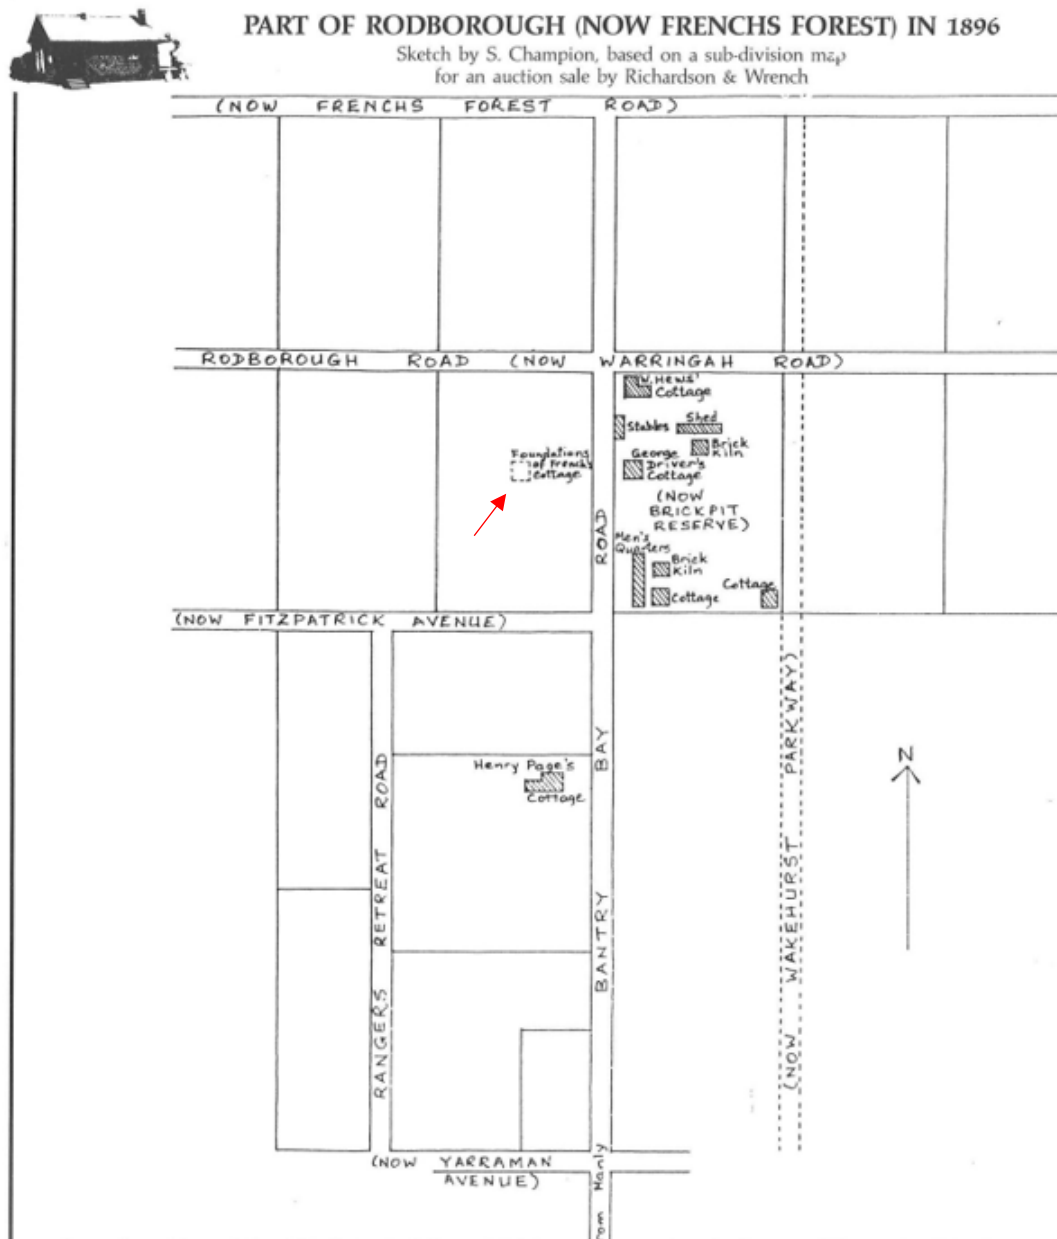 PART OF RODBOROUGH (NOW FRENCHS FOREST) IN 1896
Sketch by S. Champion, based on a sub-division map
for an auction sale by Richardson & Wrench
(NOW FRENCHS FOREST ROAD)
RODBOROUGH ROAD (NOW WARRINGAH ROAD)
W. HEWS'
Cottage
Stables
Shed
Brick
Kiln
George
Driver's
Cottage
Foundations
of French's
Cottage
(NOW
BRICKPIT
RESERVE)
Men's
Quarters
Brick
Kiln
Cottage
Cottage
(NOW FITZPATRICK AVENUE)
Henry Page's
Cottage
RANGERS RETREAT ROAD
BANTRY BAY ROAD
(NOW WAKEHURST PARKWAY)
N
(NOW YARRAMAN
AVENUE)
rom Manly